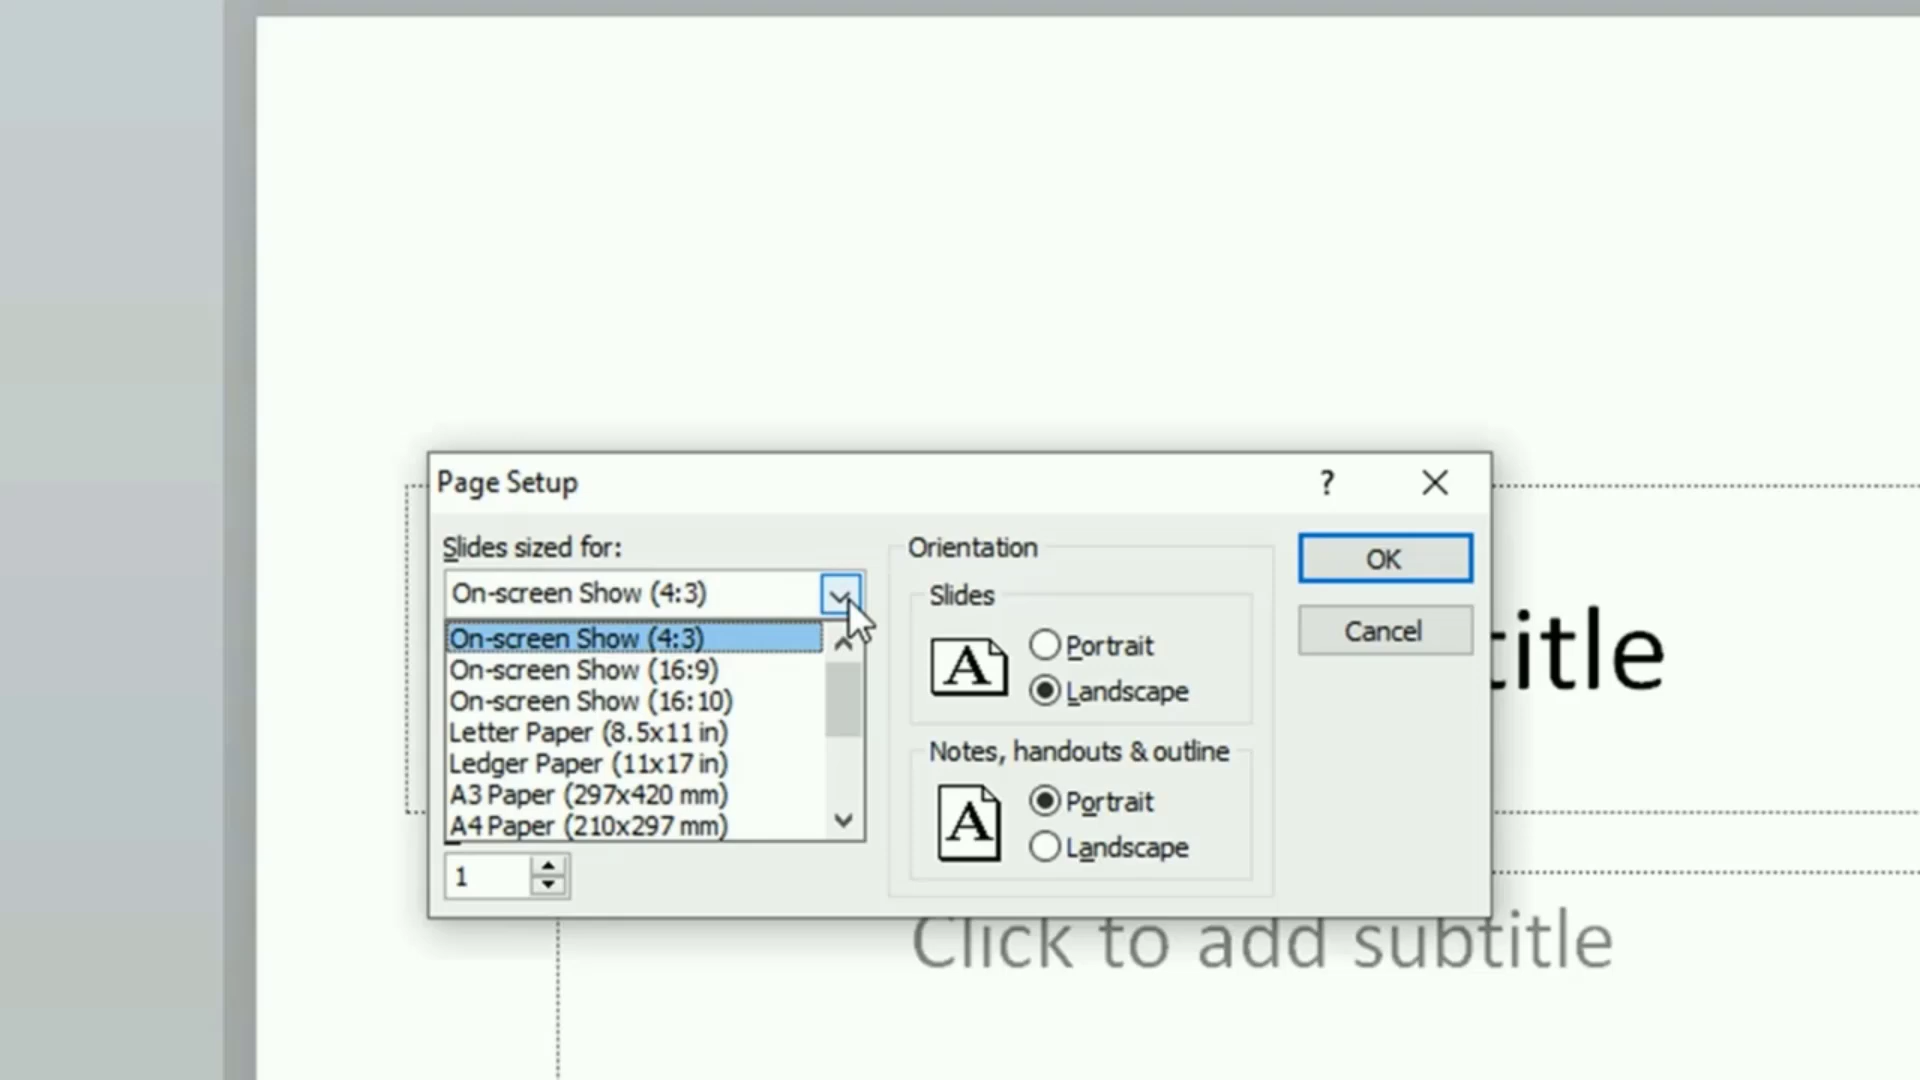 Page Setup
?
Slides sized for:
On-screen Show (4:3)
On-screen Show (4:3)
On-screen Show (16:9)
On-screen Show (16:10)
Letter Paper (8.5x11 in)
Ledger Paper (11x17 in)
A3 Paper (297x420 mm)
A4 Paper (210x297 mm)
1
Orientation
Slides
A
Portrait
Landscape
Notes, handouts & outline
A
Portrait
Landscape
OK
Cancel
title
Click to add subtitle